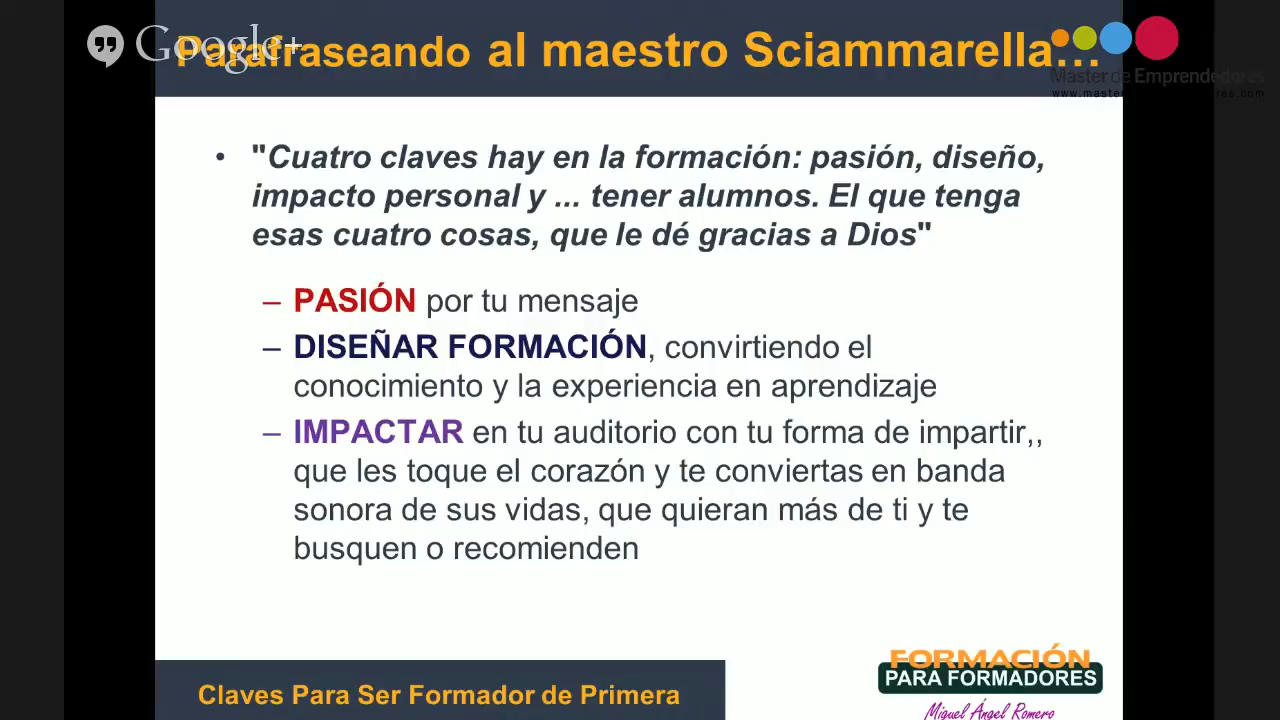 Google+
Parafraseando al maestro Sciammarella...
Master de Emprendedores
"Cuatro claves hay en la formación: pasión, diseño,
impacto personal y ... tener alumnos. El que tenga
esas cuatro cosas, que le dé gracias a Dios"
– PASIÓN por tu mensaje
– DISEÑAR FORMACIÓN, convirtiendo el
conocimiento y la experiencia en aprendizaje
– IMPACTAR en tu auditorio con tu forma de impartir,,
que les toque el corazón y te conviertas en banda
sonora de sus vidas, que quieran más de ti y te
busquen o recomienden
Claves Para Ser Formador de Primera
FORMACIÓN
PARA FORMADORES
Miguel Ángel Romero